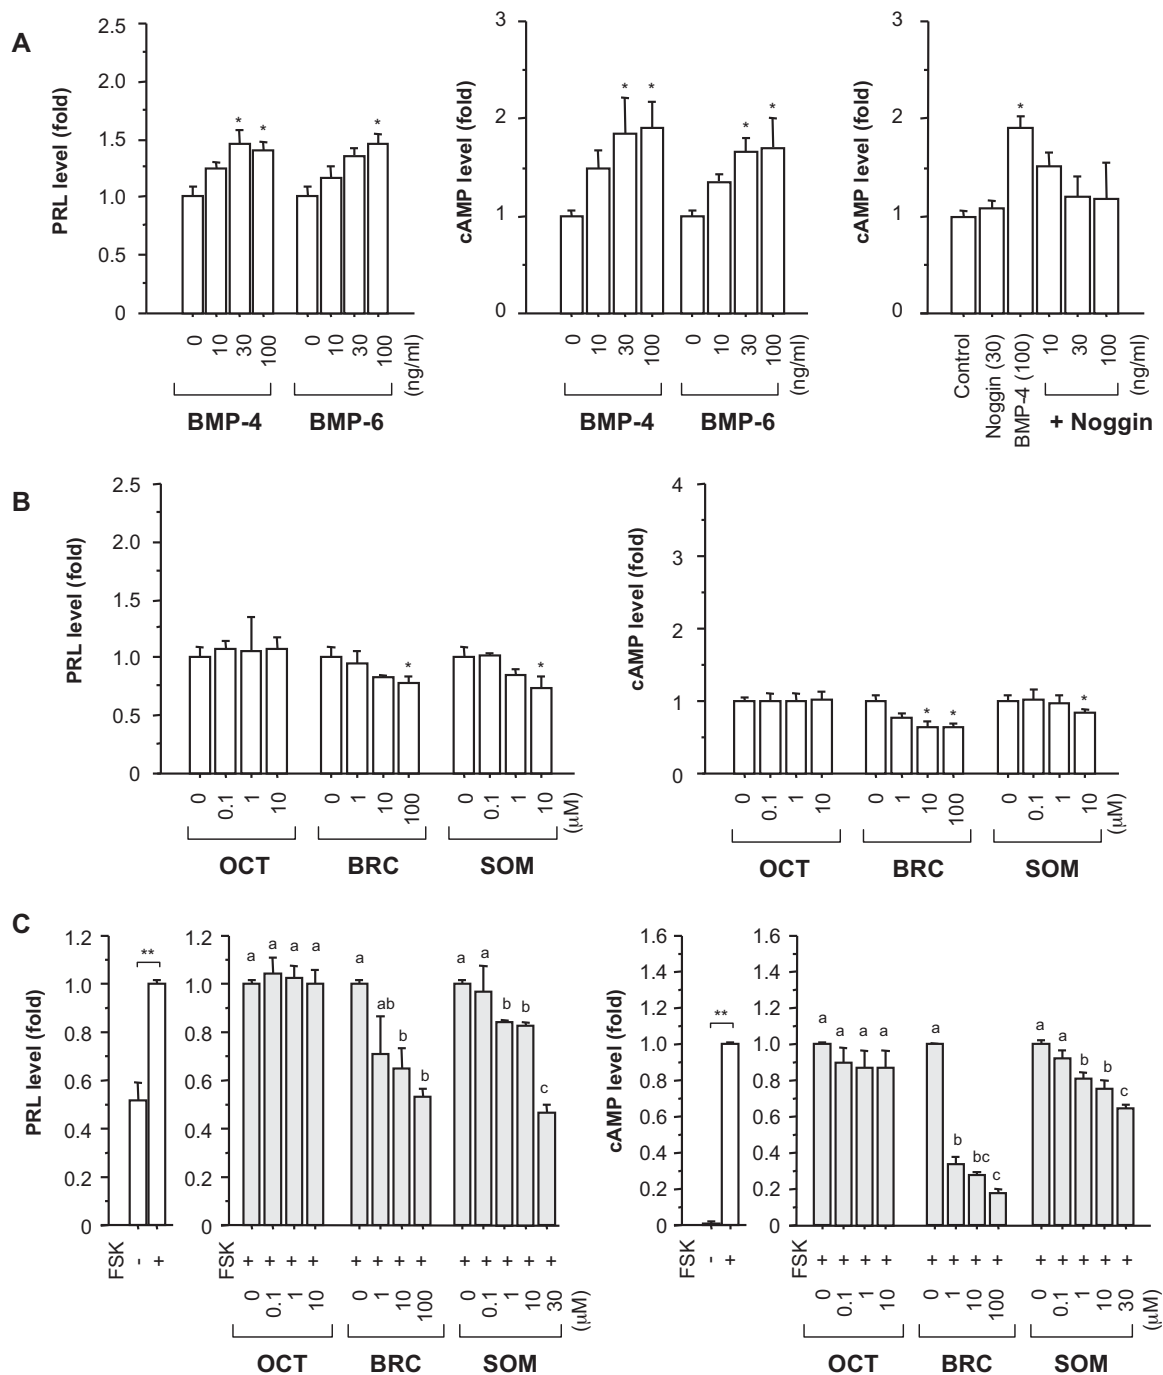 A
PRL level (fold)
2.5
2.0
1.5
1.0
0.5
0
0 10 30 100 0 10 30 100 (ng/ml)
BMP-4 BMP-6
* * *
cAMP level (fold)
3
2
1
0
* * * *
0 10 30 100 0 10 30 100 (ng/ml)
BMP-4 BMP-6
cAMP level (fold)
3
2
1
0
*
Control Noggin (30) BMP-4 (100) 10 30 100 (ng/ml)
+ Noggin
B
PRL level (fold)
2.5
2.0
1.5
1.0
0.5
0
* *
0 0.1 1 10 0 1 10 100 0 0.1 1 10 (μM)
OCT BRC SOM
cAMP level (fold)
4
3
2
1
0
* * *
0 0.1 1 10 0 1 10 100 0 0.1 1 10 (μM)
OCT BRC SOM
C
PRL level (fold)
1.2
1.0
0.8
0.6
0.4
0.2
0
**
FSK - +
1.2
1.0
0.8
0.6
0.4
0.2
0
a a a a a ab b b a a b b c
FSK + + + + + + + + + + + + +
0 0.1 1 10 0 1 10 100 0 0.1 1 10 30 (μM)
OCT BRC SOM
cAMP level (fold)
1.6
1.4
1.2
1.0
0.8
0.6
0.4
0.2
0
**
FSK - +
1.6
1.4
1.2
1.0
0.8
0.6
0.4
0.2
0
a a a a a b bc c a a b b c
FSK + + + + + + + + + + + + +
0 0.1 1 10 0 1 10 100 0 0.1 1 10 30 (μM)
OCT BRC SOM